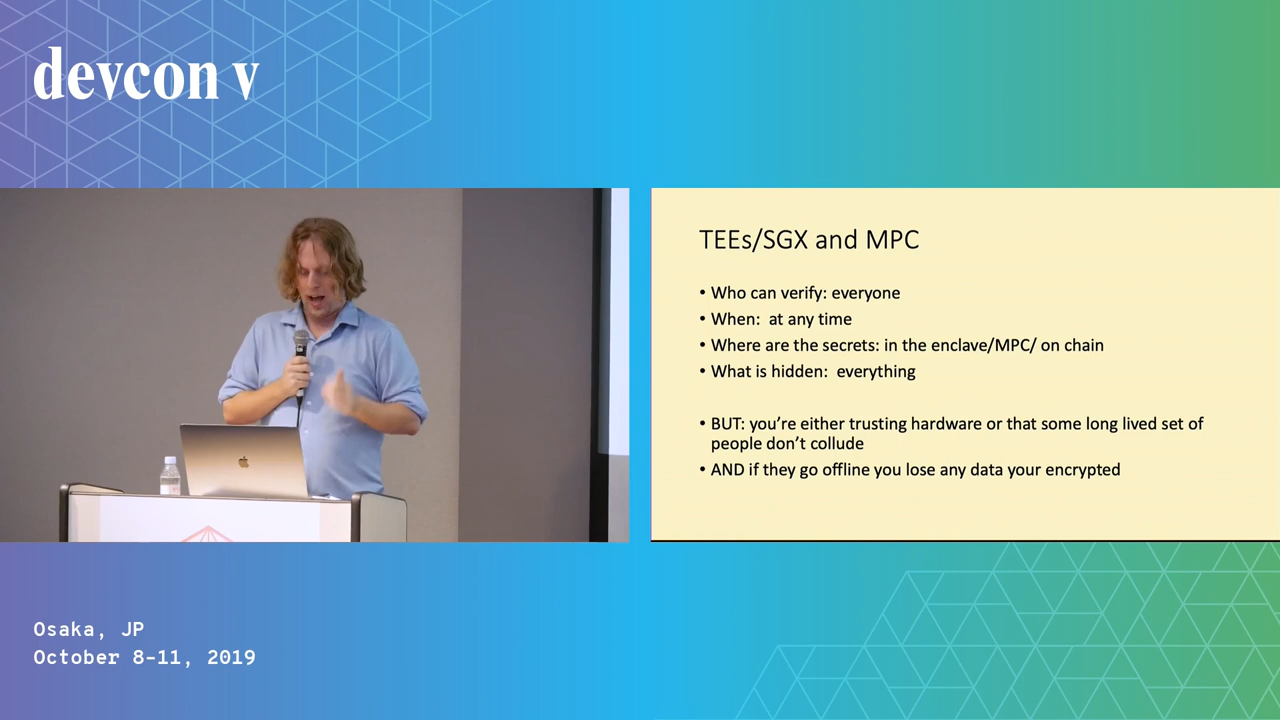 devcon v
TEEs/SGX and MPC
• Who can verify: everyone
• When:  at any time
• Where are the secrets: in the enclave/MPC/ on chain
• What is hidden:  everything
• BUT: you’re either trusting hardware or that some long lived set of
people don’t collude
• AND if they go offline you lose any data your encrypted
Osaka, JP
October 8-11, 2019